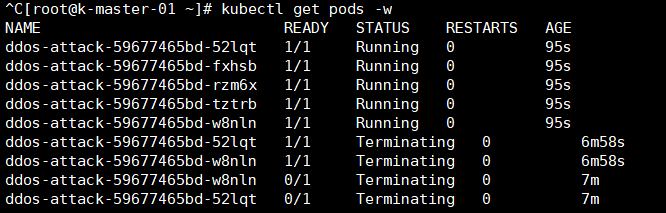 ^C[root@k-master-01 ~]# kubectl get pods -w
NAME READY STATUS RESTARTS AGE
ddos-attack-59677465bd-52lqt 1/1 Running 0 95s
ddos-attack-59677465bd-fxhsb 1/1 Running 0 95s
ddos-attack-59677465bd-rzm6x 1/1 Running 0 95s
ddos-attack-59677465bd-tztrb 1/1 Running 0 95s
ddos-attack-59677465bd-w8nln 1/1 Running 0 95s
ddos-attack-59677465bd-52lqt 1/1 Terminating 0 6m58s
ddos-attack-59677465bd-w8nln 1/1 Terminating 0 6m58s
ddos-attack-59677465bd-w8nln 0/1 Terminating 0 7m
ddos-attack-59677465bd-52lqt 0/1 Terminating 0 7m